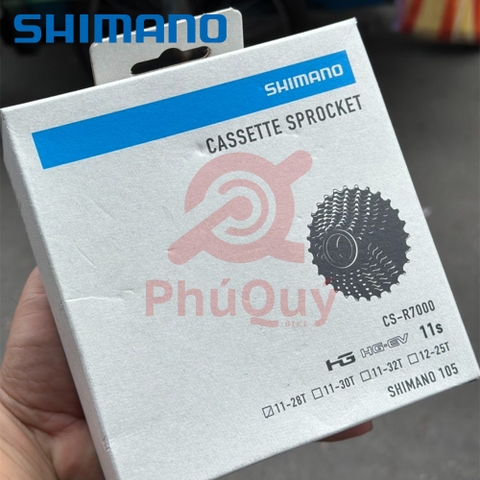 SHIMANO
SHIMANO
CASSETTE SPROCKET
PhúQuý
CS-R7000
HG HG-EV 11s
☑11-28T ☐11-30T ☐11-32T ☐12-25T
SHIMANO 105